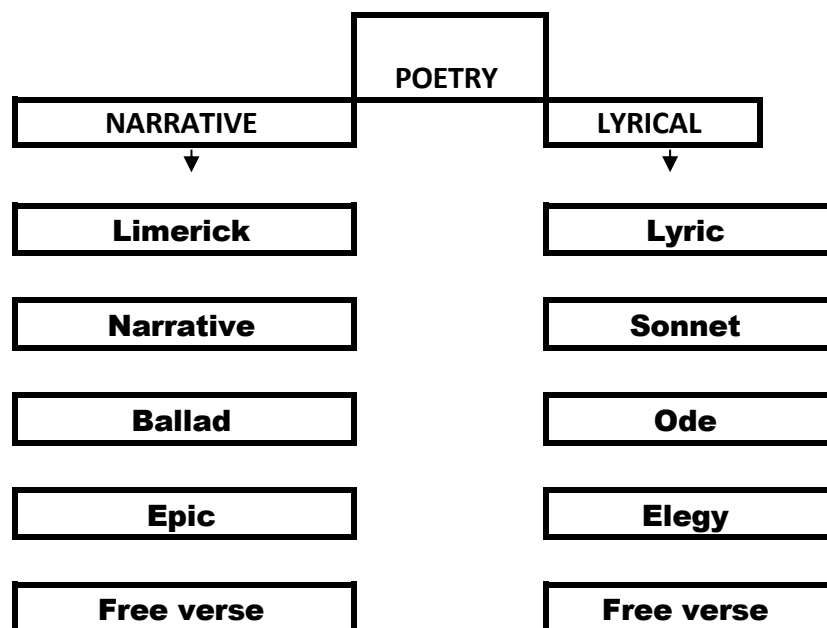 POETRY
NARRATIVE LYRICAL
Limerick Lyric
Narrative Sonnet
Ballad Ode
Epic Elegy
Free verse Free verse